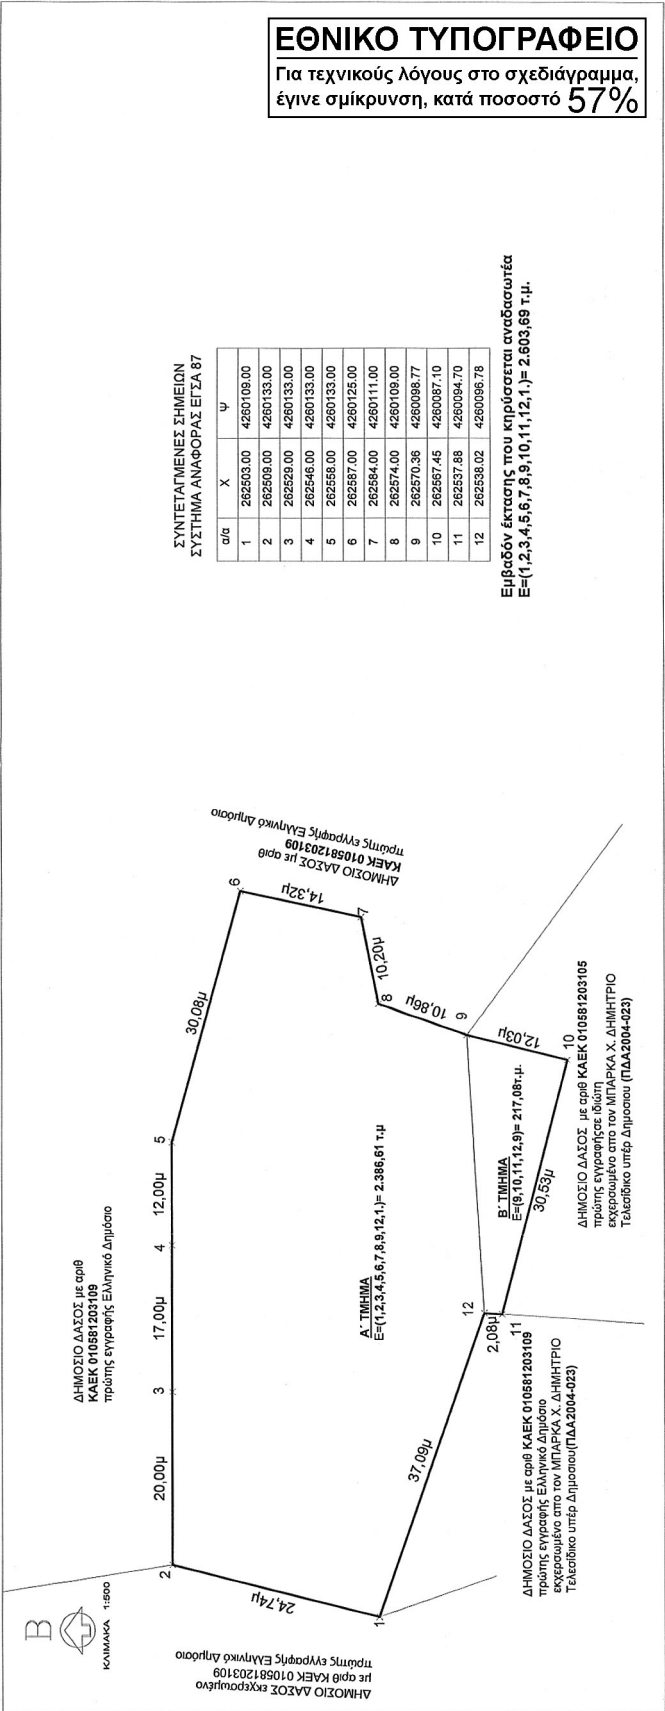 ΕΘΝΙΚΟ ΤΥΠΟΓΡΑΦΕΙΟ
Για τεχνικούς λόγους στο σχεδιάγραμμα,
έγινε σμίκρυνση, κατά ποσοστό 57%
ΣΥΝΤΕΤΑΓΜΕΝΕΣ ΣΗΜΕΙΩΝ
ΣΥΣΤΗΜΑ ΑΝΑΦΟΡΑΣ ΕΓΣΑ 87
α/α Χ Ψ
1 262503.00 4260109.00
2 262509.00 4260133.00
3 262529.00 4260133.00
4 262546.00 4260133.00
5 262558.00 4260133.00
6 262587.00 4260125.00
7 262584.00 4260111.00
8 262574.00 4260109.00
9 262570.36 4260098.77
10 262567.45 4260087.10
11 262537.88 4260094.70
12 262538.02 4260096.78
Εμβαδόν έκτασης που κηρύσσεται αναδασωτέα
Ε=(1,2,3,4,5,6,7,8,9,10,11,12,1.)= 2.603,69 τ.μ.
Β
ΚΛΙΜΑΚΑ 1:500
ΔΗΜΟΣΙΟ ΔΑΣΟΣ με αριθ
ΚΑΕΚ 010581203109
πρώτης εγγραφής Ελληνικό Δημόσιο
ΔΗΜΟΣΙΟ ΔΑΣΟΣ με αριθ
ΚΑΕΚ 010581203109
πρώτης εγγραφής Ελληνικό Δημόσιο
2
20,00μ
3
17,00μ
4
12,00μ
5
30,08μ
6
14,32μ
7
10,20μ
8
10,86μ
9
12,03μ
10
30,53μ
11
2,08μ
12
37,09μ
1
24,74μ
Α΄ ΤΜΗΜΑ
Ε=(1,2,3,4,5,6,7,8,9,12,1.)= 2.386,61 τ.μ
Β΄ ΤΜΗΜΑ
Ε=(9,10,11,12,9)= 217,08τ.μ.
ΔΗΜΟΣΙΟ ΔΑΣΟΣ εκχερσωμένο
με αριθ ΚΑΕΚ 010581203109
πρώτης εγγραφής Ελληνικό Δημόσιο
ΔΗΜΟΣΙΟ ΔΑΣΟΣ με αριθ ΚΑΕΚ 010581203109
πρώτης εγγραφής Ελληνικό Δημόσιο
εκχερσωμένο απο τον ΜΠΑΡΚΑ Χ. ΔΗΜΗΤΡΙΟ
Τελεσίδικο υπέρ Δημοσιου(ΠΔΑ2004-023)
ΔΗΜΟΣΙΟ ΔΑΣΟΣ με αριθ ΚΑΕΚ 010581203105
πρώτης εγγραφήςσε ιδιώτη
εκχερσωμένο απο τον ΜΠΑΡΚΑ Χ. ΔΗΜΗΤΡΙΟ
Τελεσίδικο υπέρ Δημοσιου (ΠΔΑ2004-023)